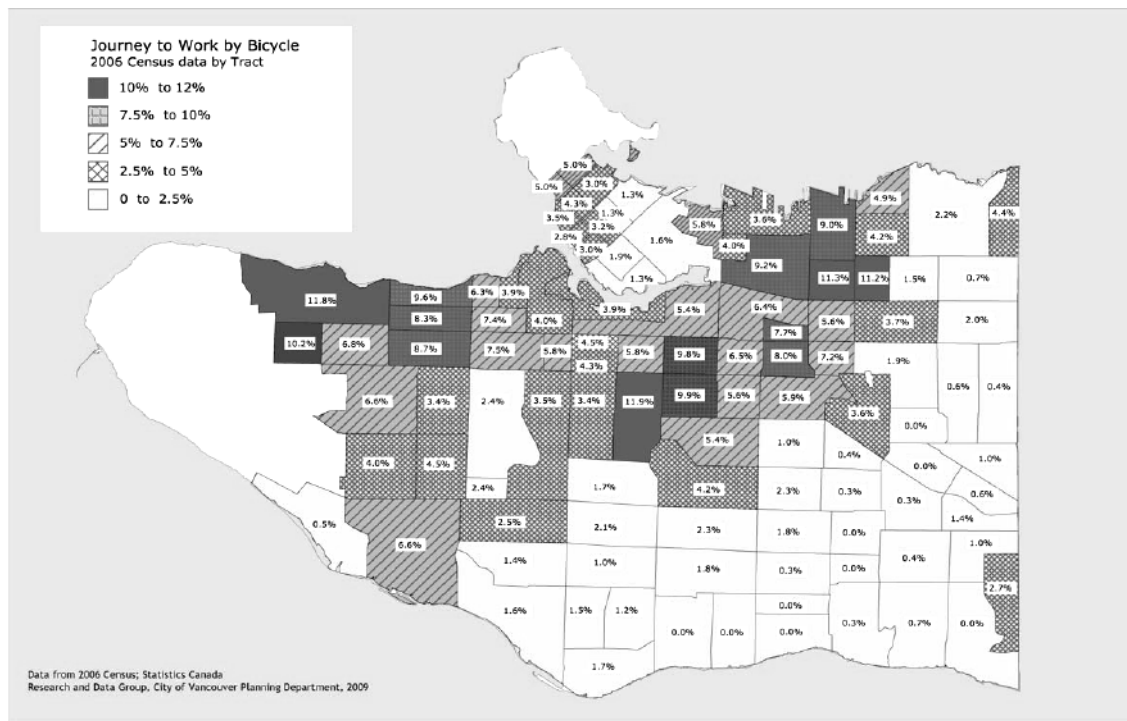 Journey to Work by Bicycle
2006 Census data by Tract
10% to 12%
7.5% to 10%
5% to 7.5%
2.5% to 5%
0 to 2.5%
5.0%
5.0% 3.0% 1.3%
4.3% 1.3%
3.5% 3.2%
2.8% 3.0% 1.9% 1.6%
1.3%
5.8% 3.6% 9.0% 4.9% 2.2% 4.4%
4.0% 4.2%
9.2% 11.3% 11.2% 1.5% 0.7%
11.8% 9.6% 6.3% 3.9% 3.9% 5.4% 6.4% 5.6% 3.7% 2.0%
8.3% 7.4% 4.0% 7.7%
10.2% 6.8% 8.7% 7.5% 5.8% 4.5% 5.8% 9.8% 6.5% 8.0% 7.2% 1.9%
4.3%
6.6% 3.4% 2.4% 3.5% 3.4% 11.9% 9.9% 5.6% 5.9% 3.6% 0.6% 0.4%
0.0%
4.0% 4.5% 5.4% 1.0% 0.4% 0.0% 1.0%
2.4% 1.7% 4.2% 2.3% 0.3% 0.3% 0.6%
1.4%
0.5% 6.6% 2.5% 2.1% 2.3% 1.8% 0.0% 1.0%
1.4% 1.0% 1.8% 0.3% 0.0% 0.4%
2.7%
1.6% 1.5% 1.2% 0.0%
0.0% 0.0% 0.0% 0.3% 0.7% 0.0%
1.7%
Data from 2006 Census; Statistics Canada
Research and Data Group, City of Vancouver Planning Department, 2009